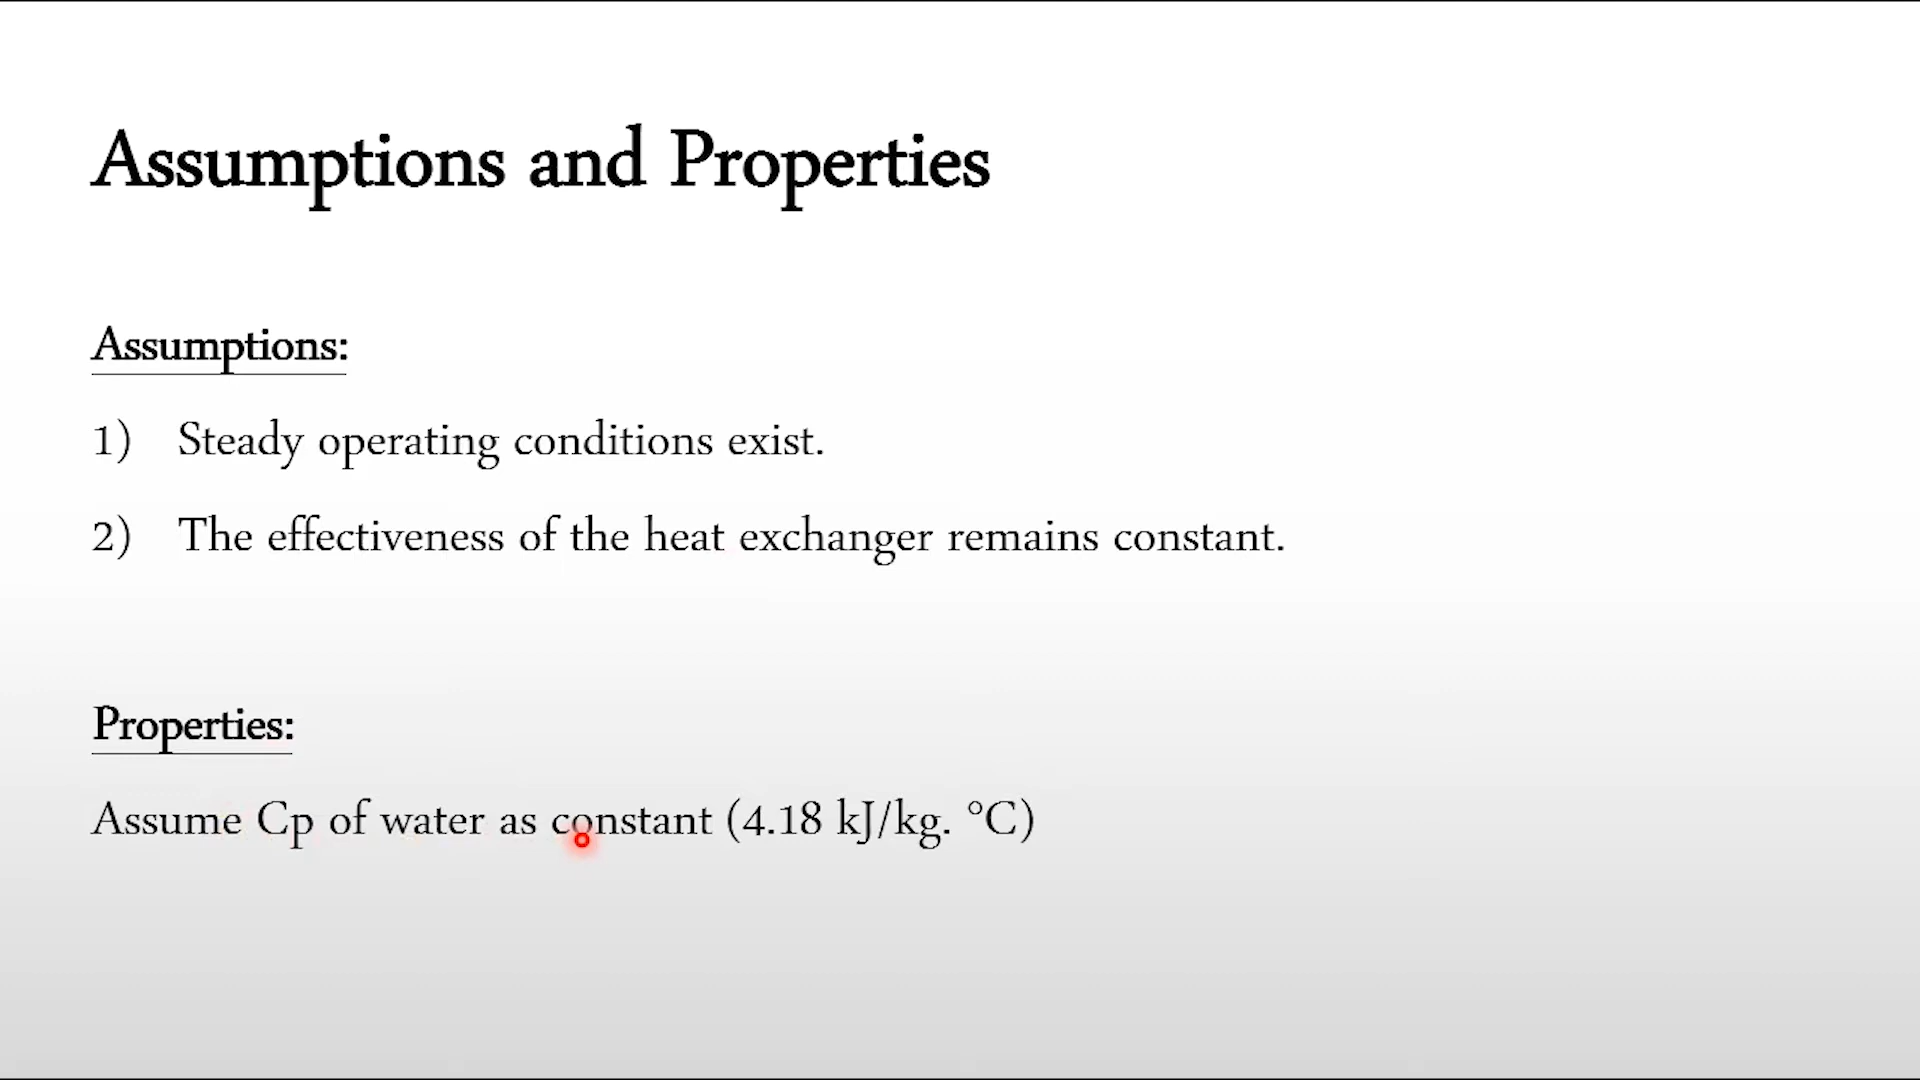 Assumptions and Properties
Assumptions:
1) Steady operating conditions exist.
2) The effectiveness of the heat exchanger remains constant.
Properties:
Assume Cp of water as constant (4.18 kJ/kg. °C)